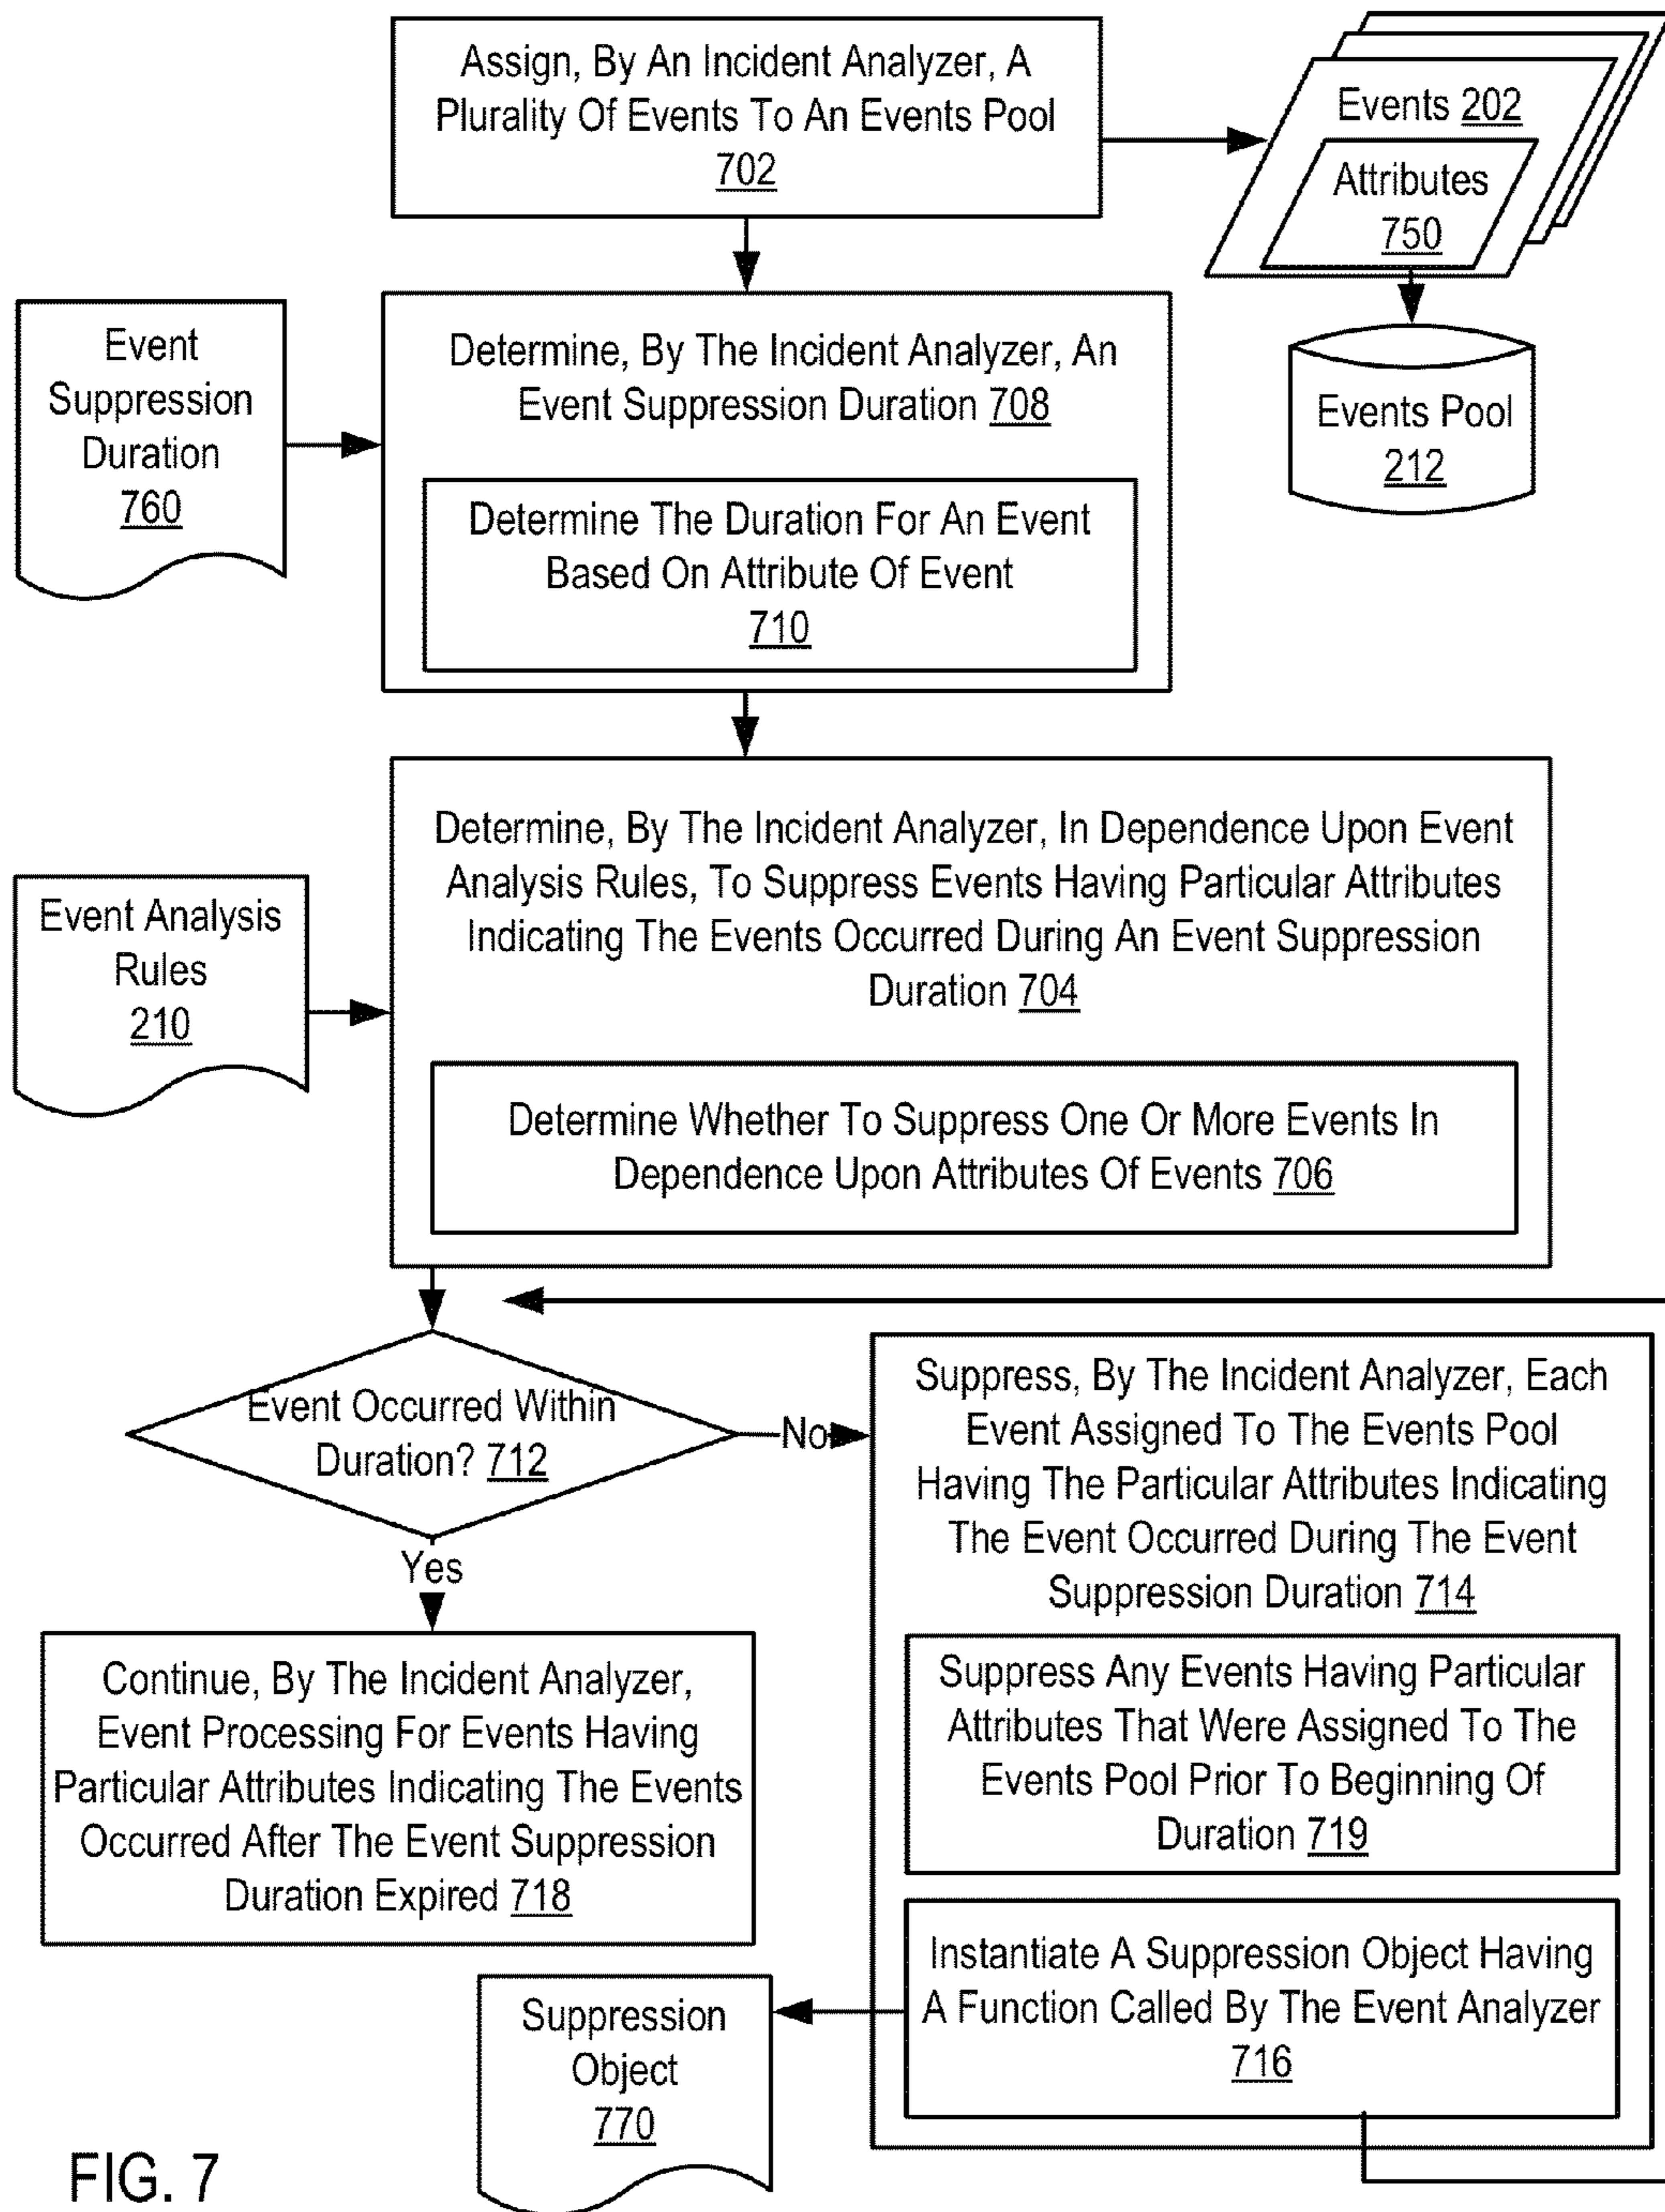 Assign, By An Incident Analyzer, A
Plurality Of Events To An Events Pool
702
Events 202
Attributes
750
Events Pool
212
Event
Suppression
Duration
760
Determine, By The Incident Analyzer, An
Event Suppression Duration 708
Determine The Duration For An Event
Based On Attribute Of Event
710
Event Analysis
Rules
210
Determine, By The Incident Analyzer, In Dependence Upon Event
Analysis Rules, To Suppress Events Having Particular Attributes
Indicating The Events Occurred During An Event Suppression
Duration 704
Determine Whether To Suppress One Or More Events In
Dependence Upon Attributes Of Events 706
Event Occurred Within
Duration? 712
No
Yes
Suppress, By The Incident Analyzer, Each
Event Assigned To The Events Pool
Having The Particular Attributes Indicating
The Event Occurred During The Event
Suppression Duration 714
Suppress Any Events Having Particular
Attributes That Were Assigned To The
Events Pool Prior To Beginning Of
Duration 719
Instantiate A Suppression Object Having
A Function Called By The Event Analyzer
716
Continue, By The Incident Analyzer,
Event Processing For Events Having
Particular Attributes Indicating The Events
Occurred After The Event Suppression
Duration Expired 718
Suppression
Object
770
FIG. 7